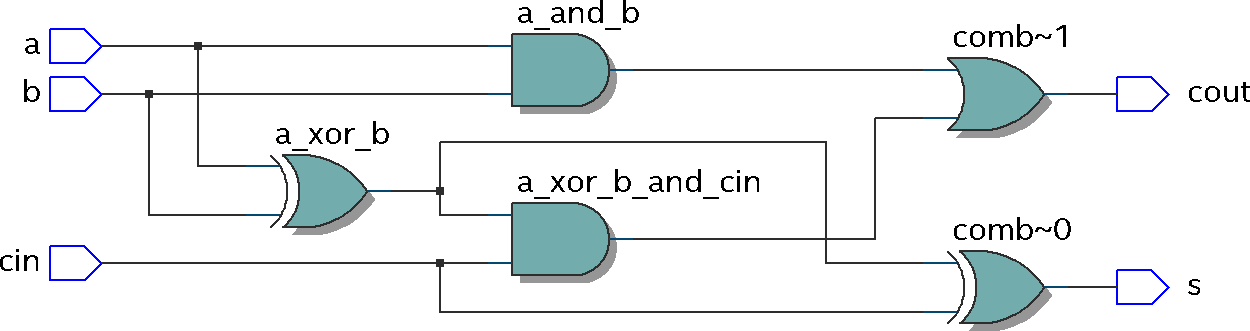 a_and_b
comb~1
a
b
cout
a_xor_b
a_xor_b_and_cin
comb~0
cin
s